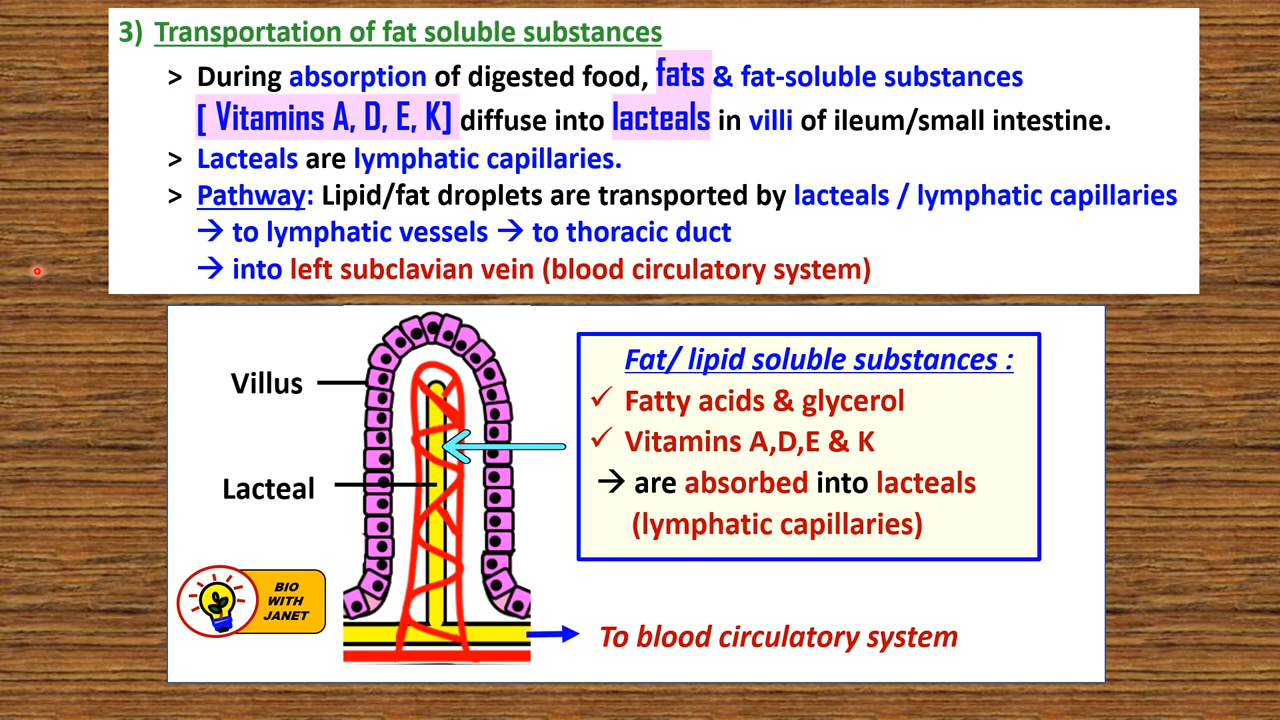 3) Transportation of fat soluble substances
> During absorption of digested food, fats & fat-soluble substances
[ Vitamins A, D, E, K] diffuse into lacteals in villi of ileum/small intestine.
> Lacteals are lymphatic capillaries.
> Pathway: Lipid/fat droplets are transported by lacteals / lymphatic capillaries
→ to lymphatic vessels → to thoracic duct
→ into left subclavian vein (blood circulatory system)
Villus
Lacteal
BIO
WITH
JANET
Fat/ lipid soluble substances :
✓ Fatty acids & glycerol
✓ Vitamins A,D,E & K
→ are absorbed into lacteals
(lymphatic capillaries)
To blood circulatory system